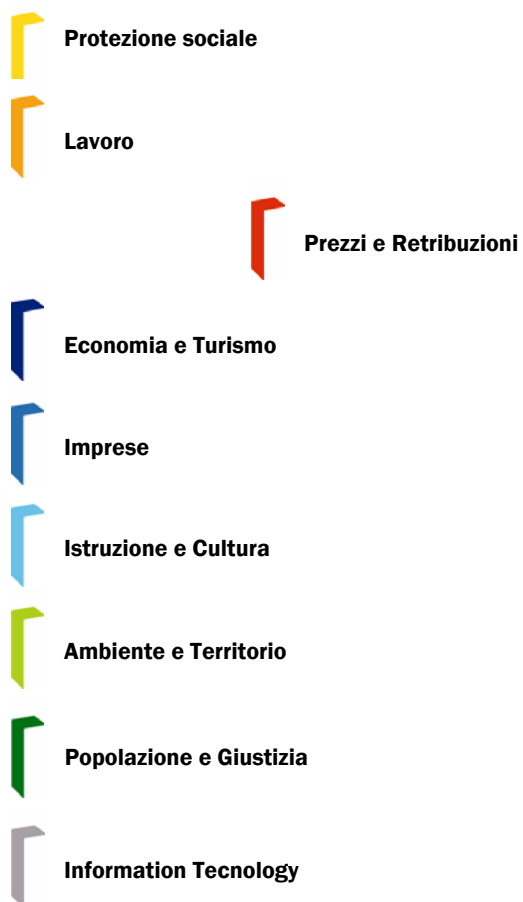 Protezione sociale
Lavoro
Prezzi e Retribuzioni
Economia e Turismo
Imprese
Istruzione e Cultura
Ambiente e Territorio
Popolazione e Giustizia
Information Tecnology